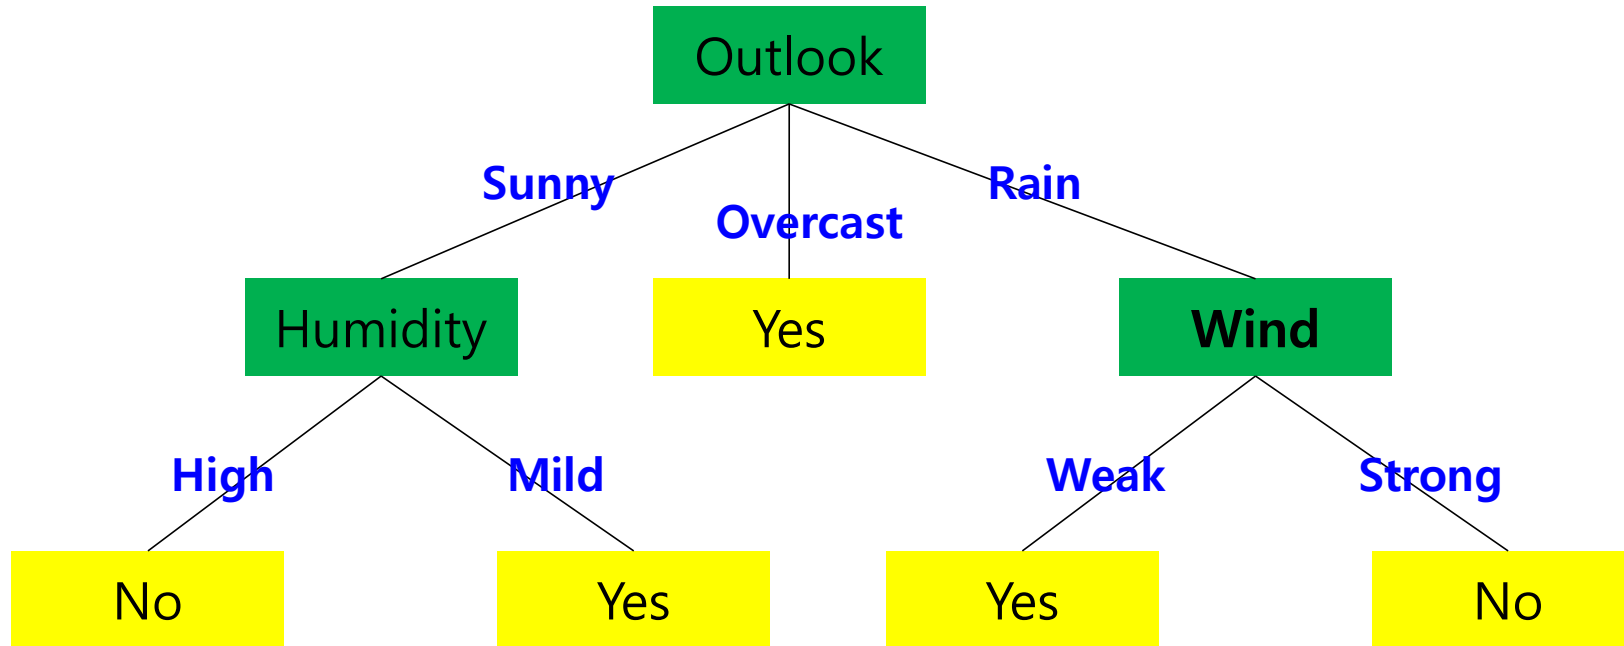 Outlook
Sunny
Overcast
Rain
Humidity
Yes
Wind
High
Mild
Weak
Strong
No
Yes
Yes
No